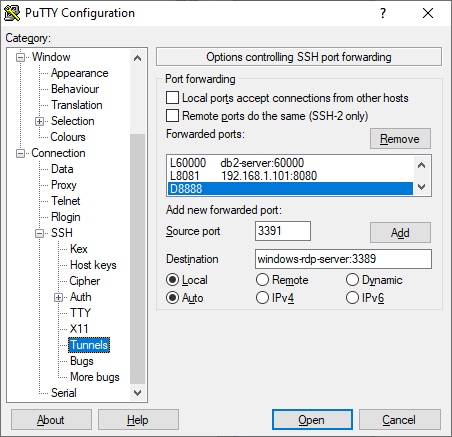 PuTTY Configuration
?
Category:
Window
Appearance
Behaviour
Translation
Selection
Colours
Connection
Data
Proxy
Telnet
Rlogin
SSH
Kex
Host keys
Cipher
Auth
TTY
X11
Tunnels
Bugs
More bugs
Serial
Options controlling SSH port forwarding
Port forwarding
Local ports accept connections from other hosts
Remote ports do the same (SSH-2 only)
Forwarded ports:
Remove
L60000 db2-server:60000
L8081 192.168.1.101:8080
D8888
Add new forwarded port:
Source port 3391 Add
Destination windows-rdp-server:3389
Local Remote Dynamic
Auto IPv4 IPv6
About Help Open Cancel